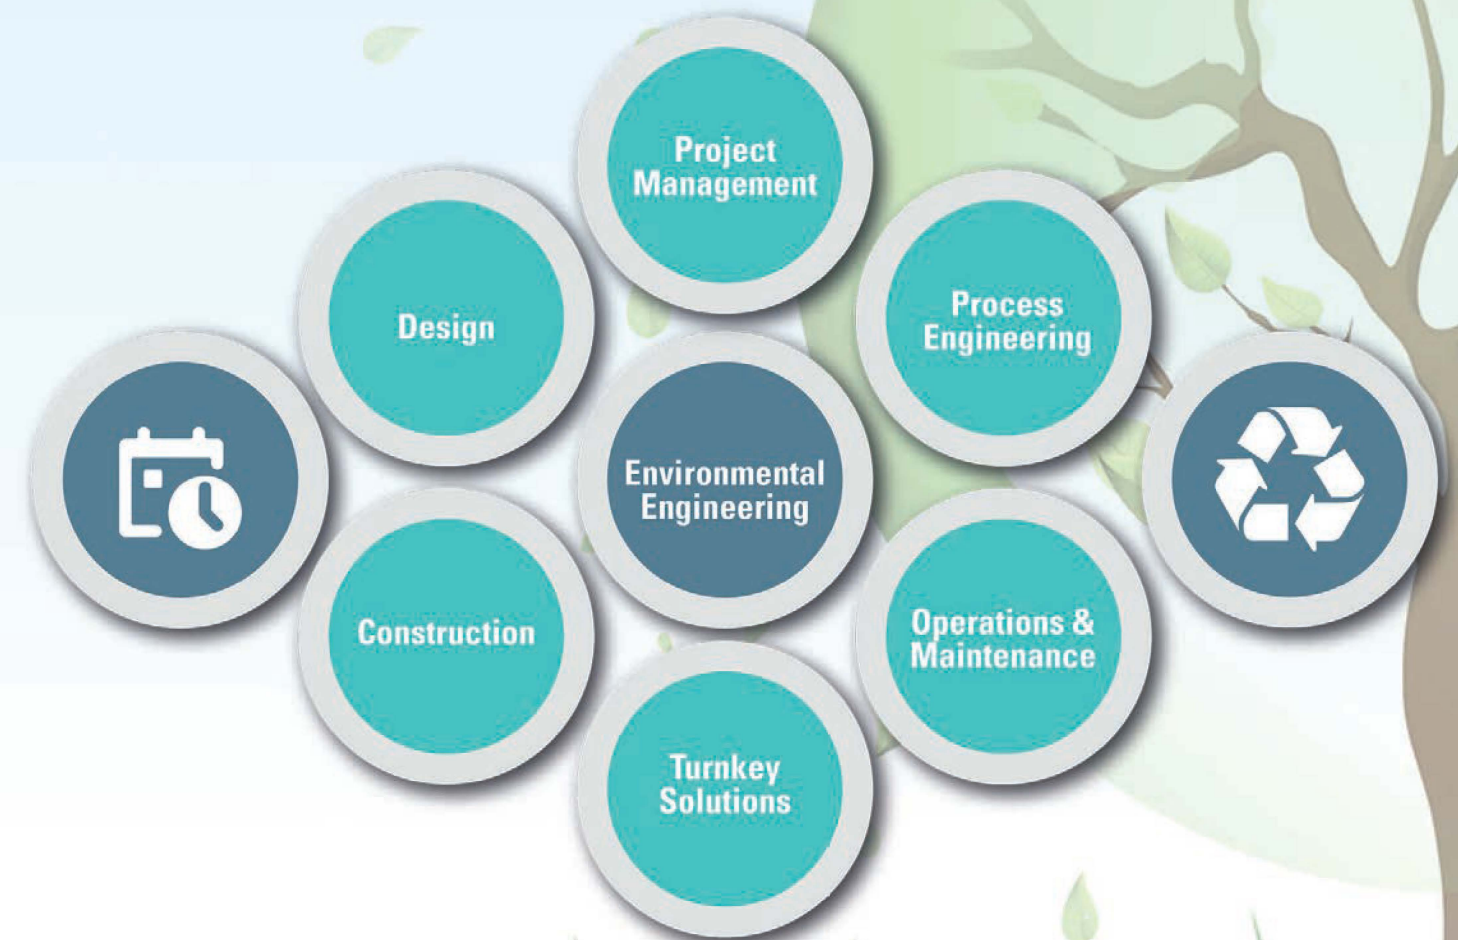 Project
Management
Design
Process
Engineering
Environmental
Engineering
Construction
Operations &
Maintenance
Turnkey
Solutions